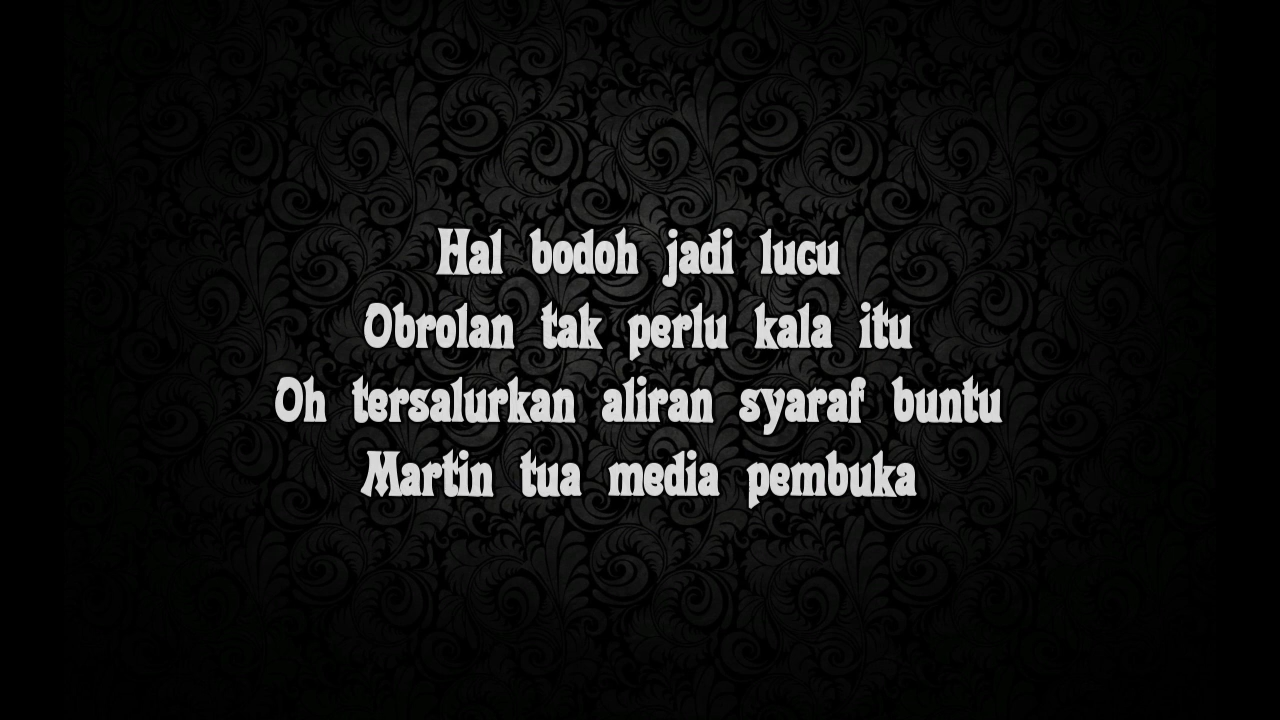 Hal bodoh jadi lucu
Obrolan tak perlu kala itu
Oh tersalurkan aliran syaraf buntu
Martin tua media pembuka